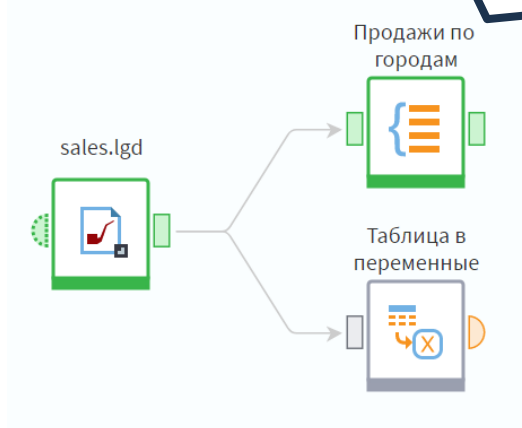 Продажи по
городам
sales.lgd
Таблица в
переменные
X